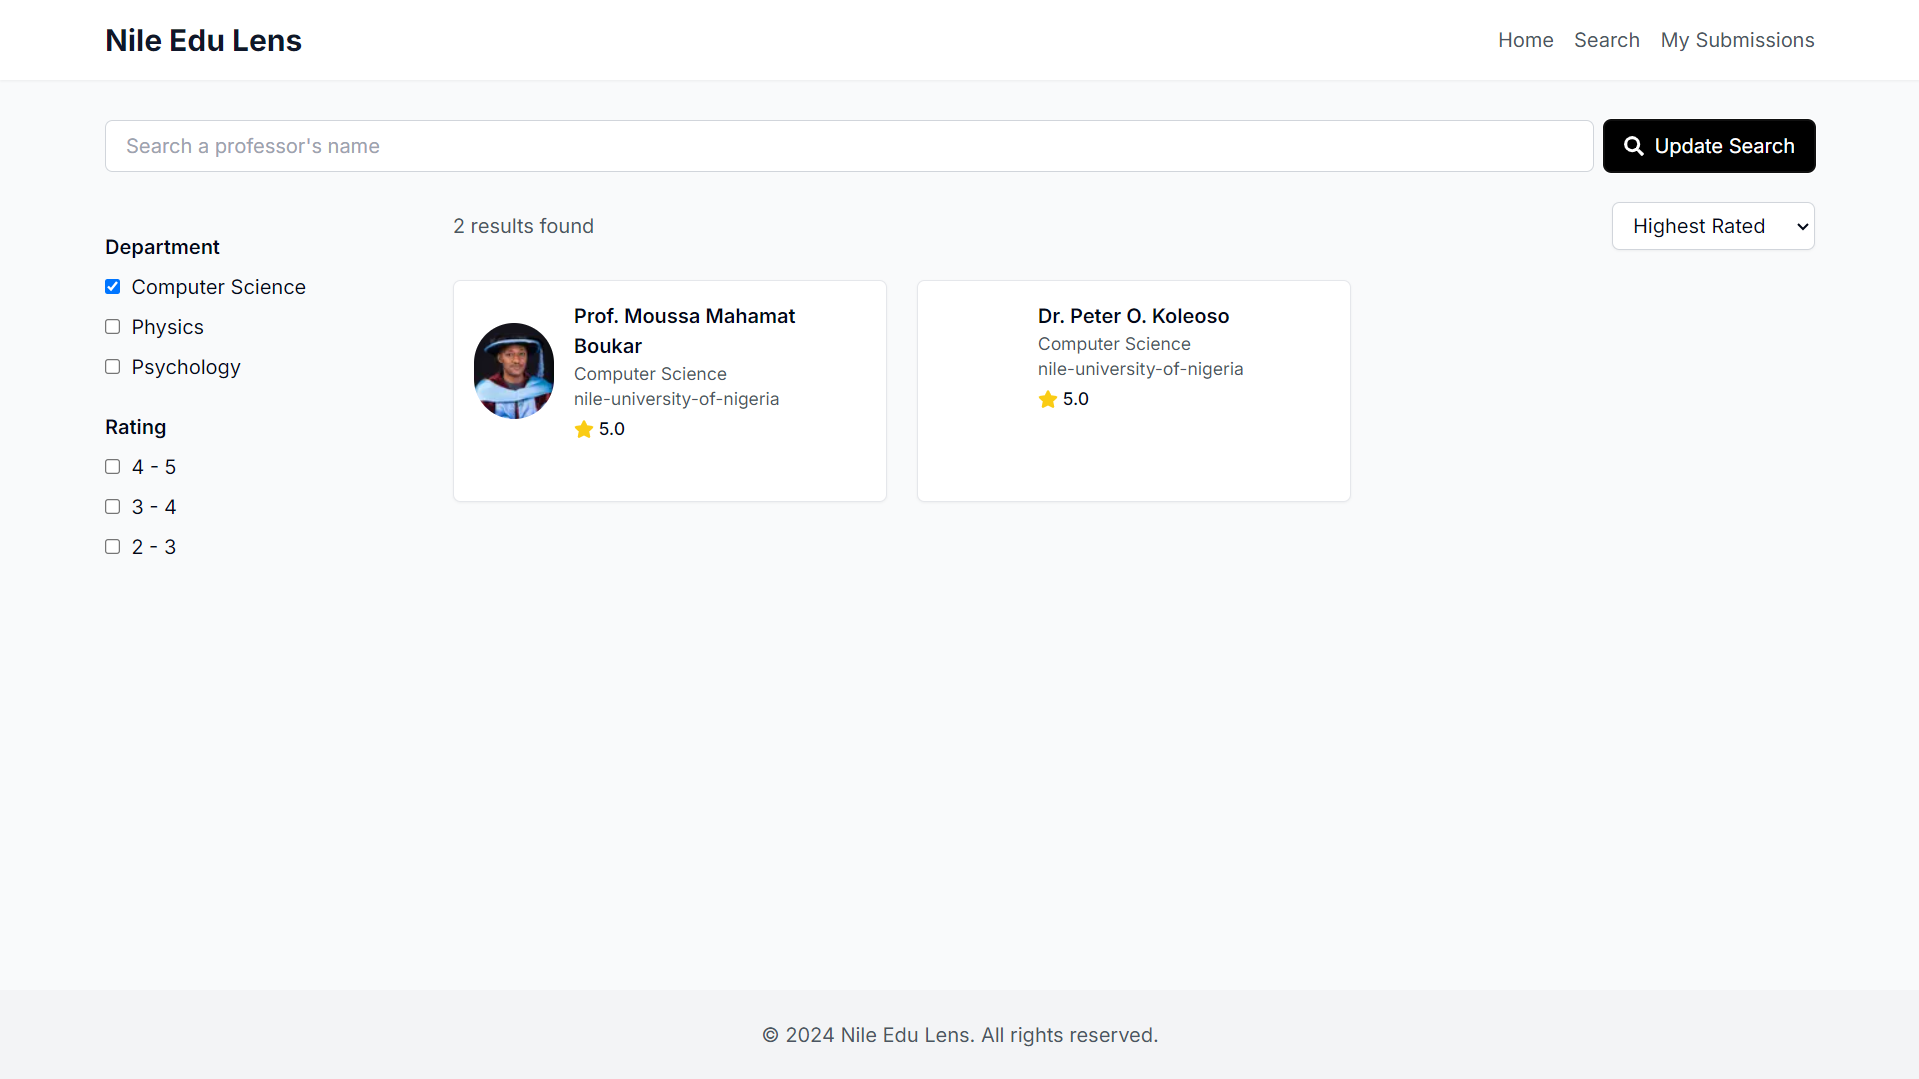 Nile Edu Lens
Home Search My Submissions
Search a professor's name
Update Search
Department
Computer Science
Physics
Psychology
Rating
4 - 5
3 - 4
2 - 3
2 results found
Highest Rated
Prof. Moussa Mahamat
Boukar
Computer Science
nile-university-of-nigeria
5.0
Dr. Peter O. Koleoso
Computer Science
nile-university-of-nigeria
5.0
© 2024 Nile Edu Lens. All rights reserved.